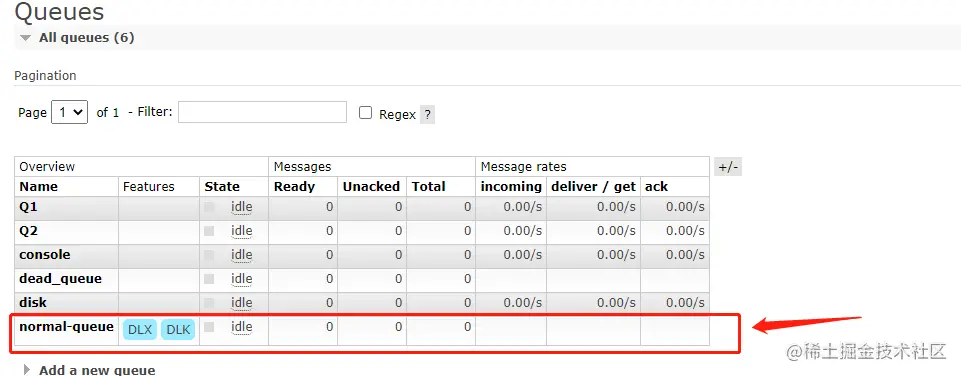 Queues
All queues (6)
Pagination
Page 1 of 1 - Filter: Regex ?
Overview Messages Message rates +/-
Name Features State Ready Unacked Total incoming deliver / get ack
Q1 idle 0 0 0 0.00/s 0.00/s 0.00/s
Q2 idle 0 0 0 0.00/s 0.00/s 0.00/s
console idle 0 0 0 0.00/s 0.00/s 0.00/s
dead_queue idle 0 0 0
disk idle 0 0 0 0.00/s 0.00/s 0.00/s
normal-queue DLX DLK idle 0 0 0
@稀土掘金技术社区
Add a new queue